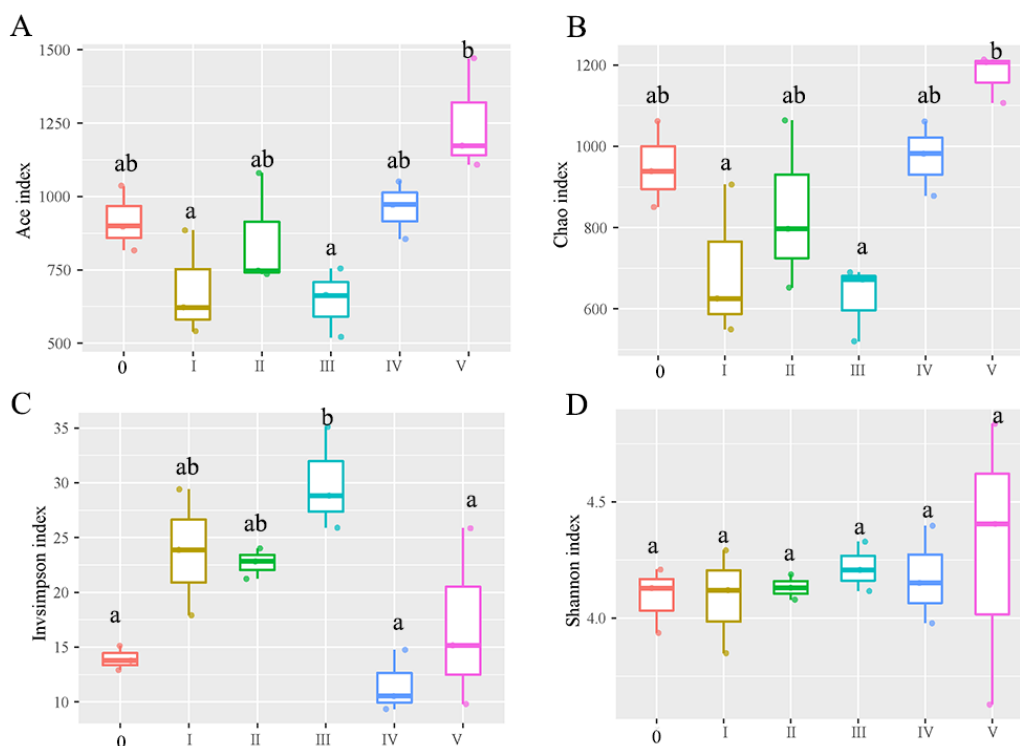 A
Ace index
1500
1250
1000
750
500
ab
a
ab
a
ab
b
0 I II III IV V
B
Chao index
1200
1000
800
600
ab
a
ab
a
ab
b
0 I II III IV V
C
Invsimpson index
35
30
25
20
15
10
a
ab
ab
b
a
a
0 I II III IV V
D
Shannon index
4.5
4.0
a
a
a
a
a
a
0 I II III IV V